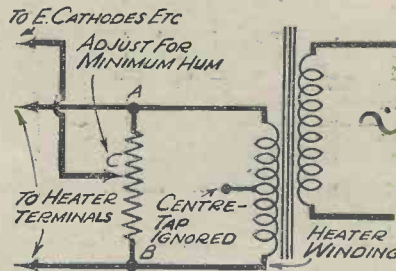 TO E. CATHODES ETC
ADJUST FOR
MINIMUM HUM
A
TO HEATER
TERMINALS
CENTRE-
TAP
IGNORED
B
HEATER
WINDING